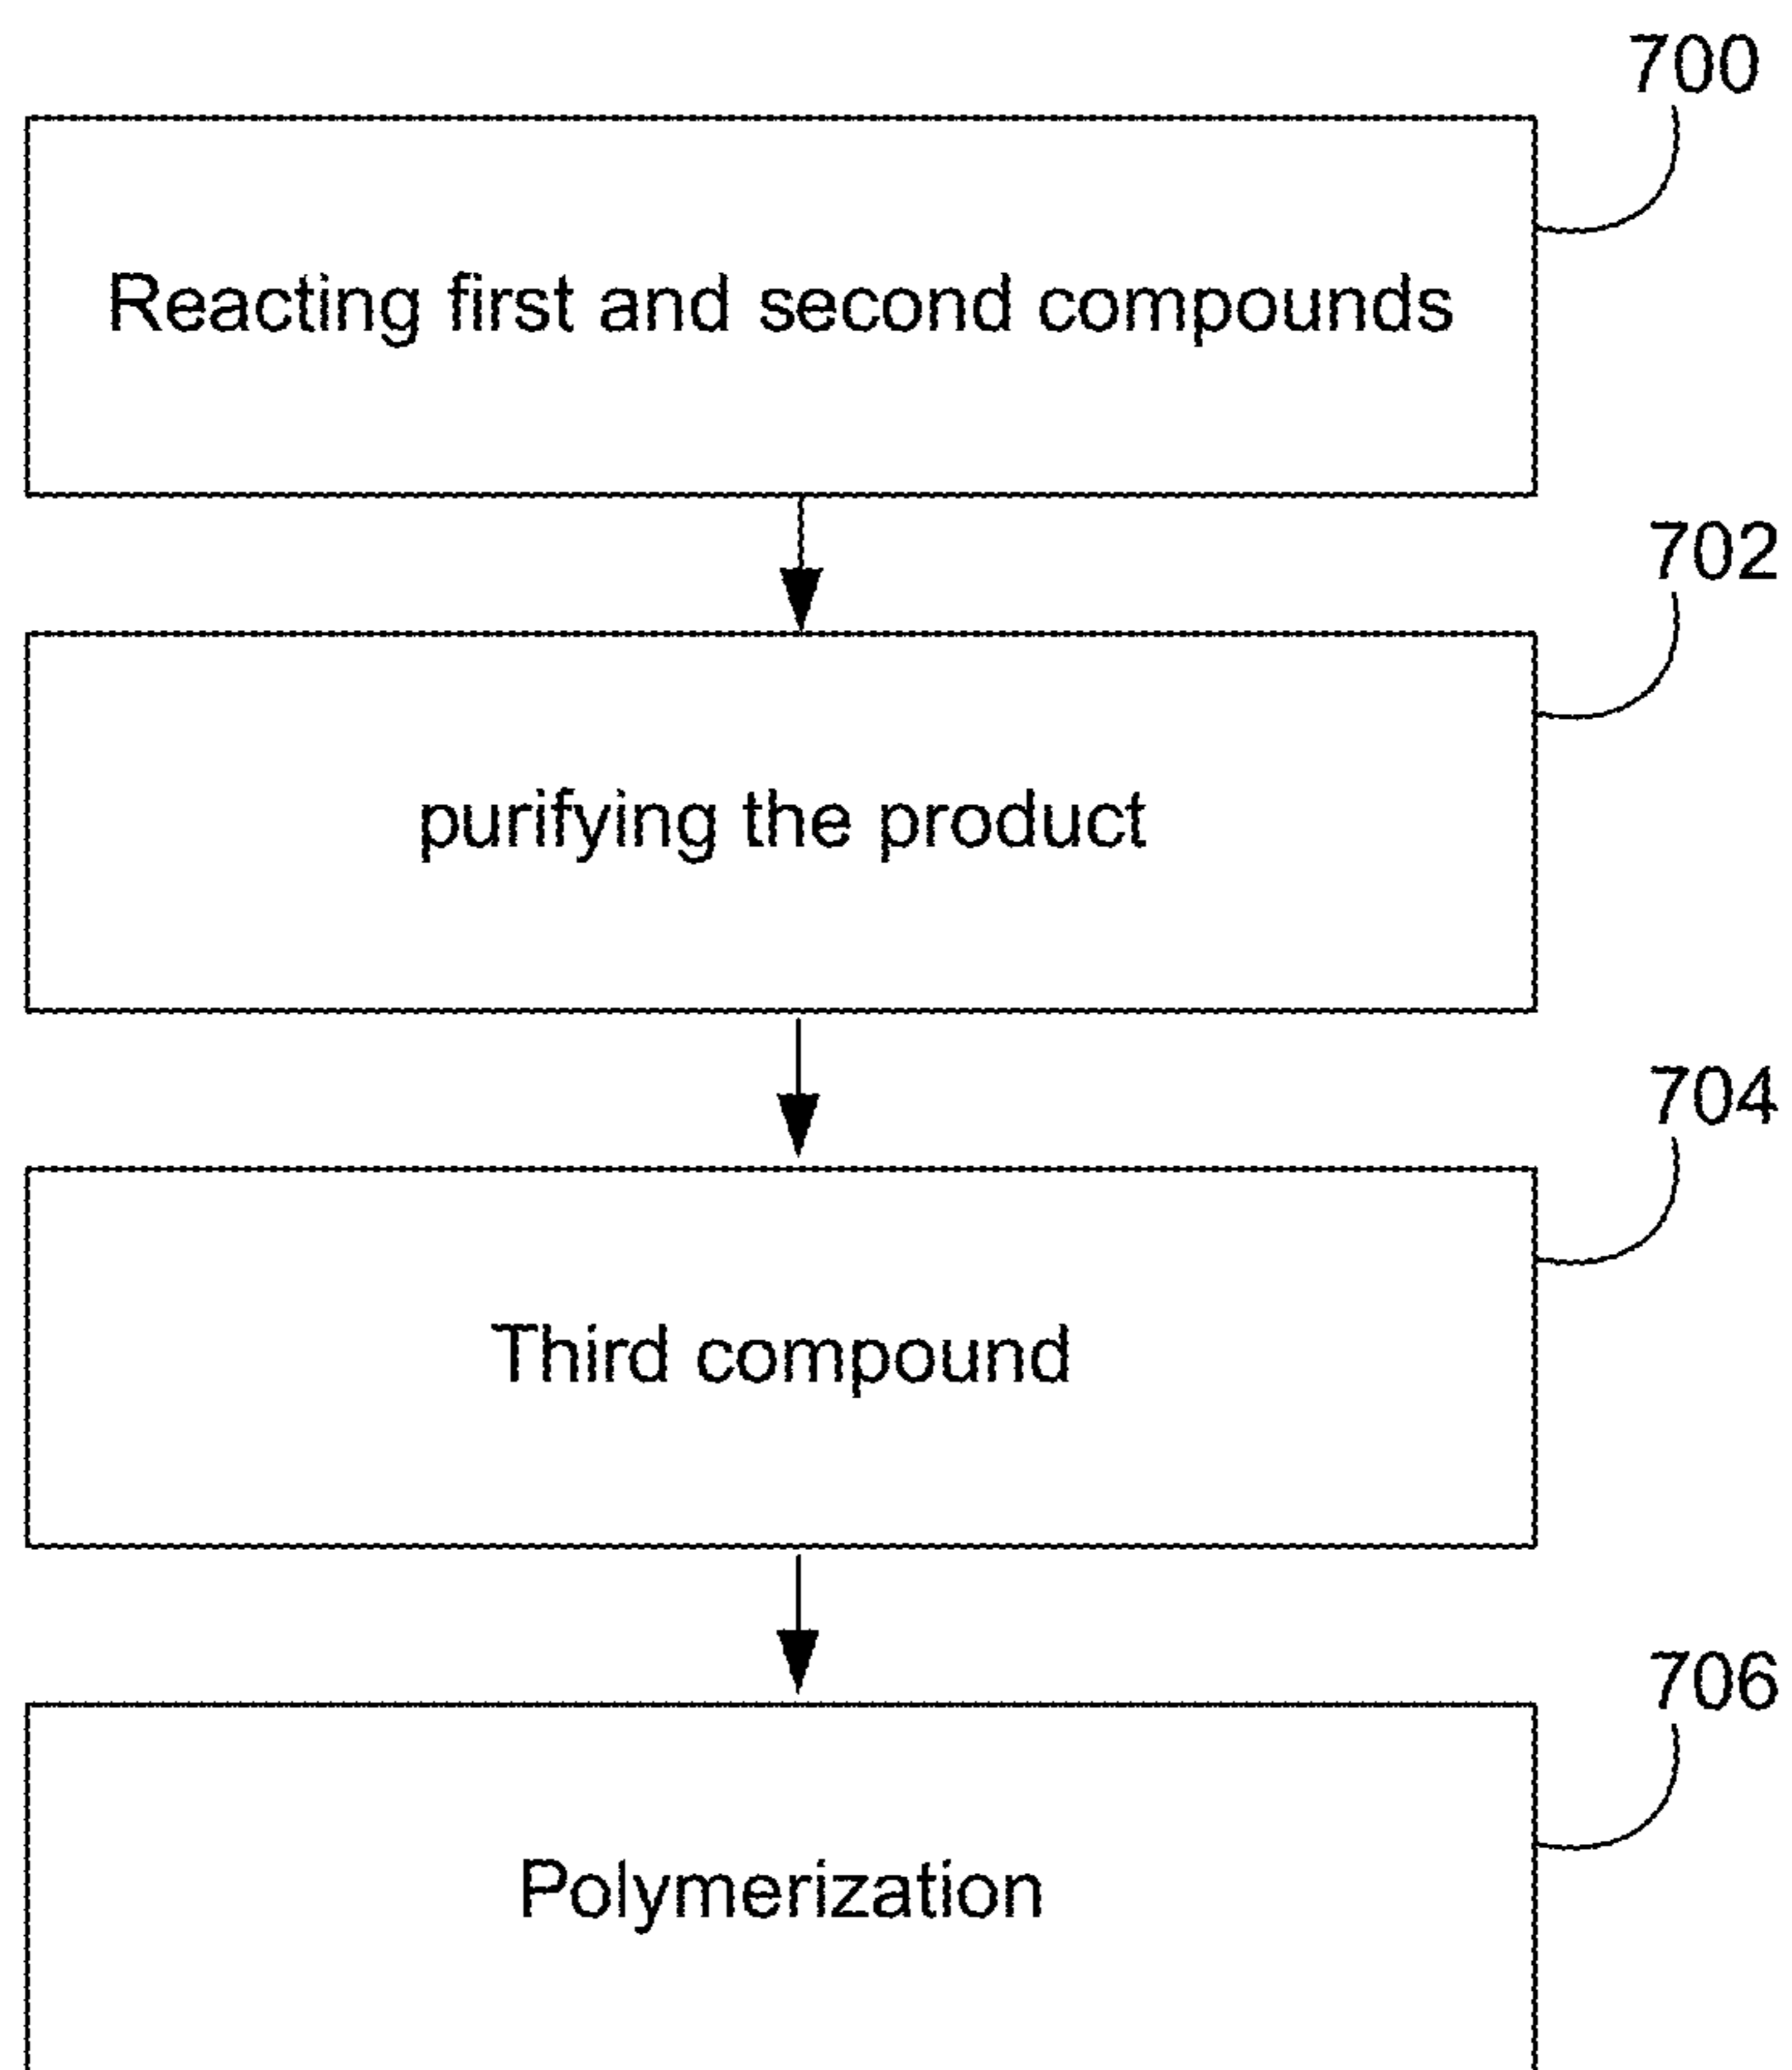 700
Reacting first and second compounds
702
purifying the product
704
Third compound
706
Polymerization